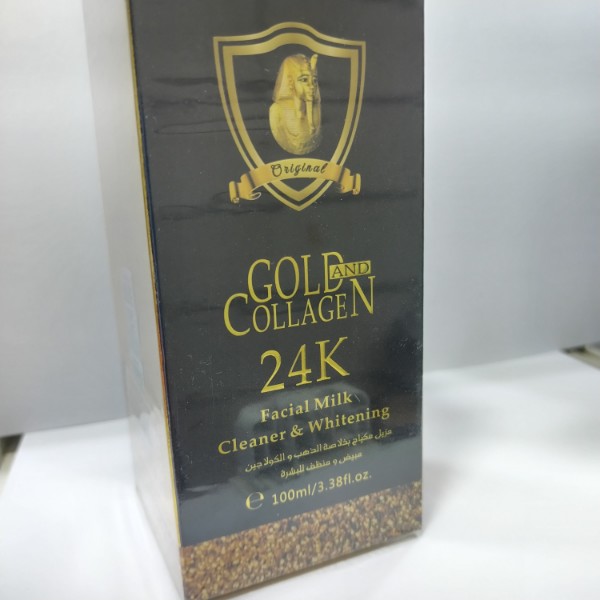 Original
GOLD AND
COLLAGEN
24K
Facial Milk
Cleaner & Whitening
مزيل مكياج بخلاصة الذهب و الكولاجين
مبيض و منظف للبشرة
e 100ml/3.38fl.oz.